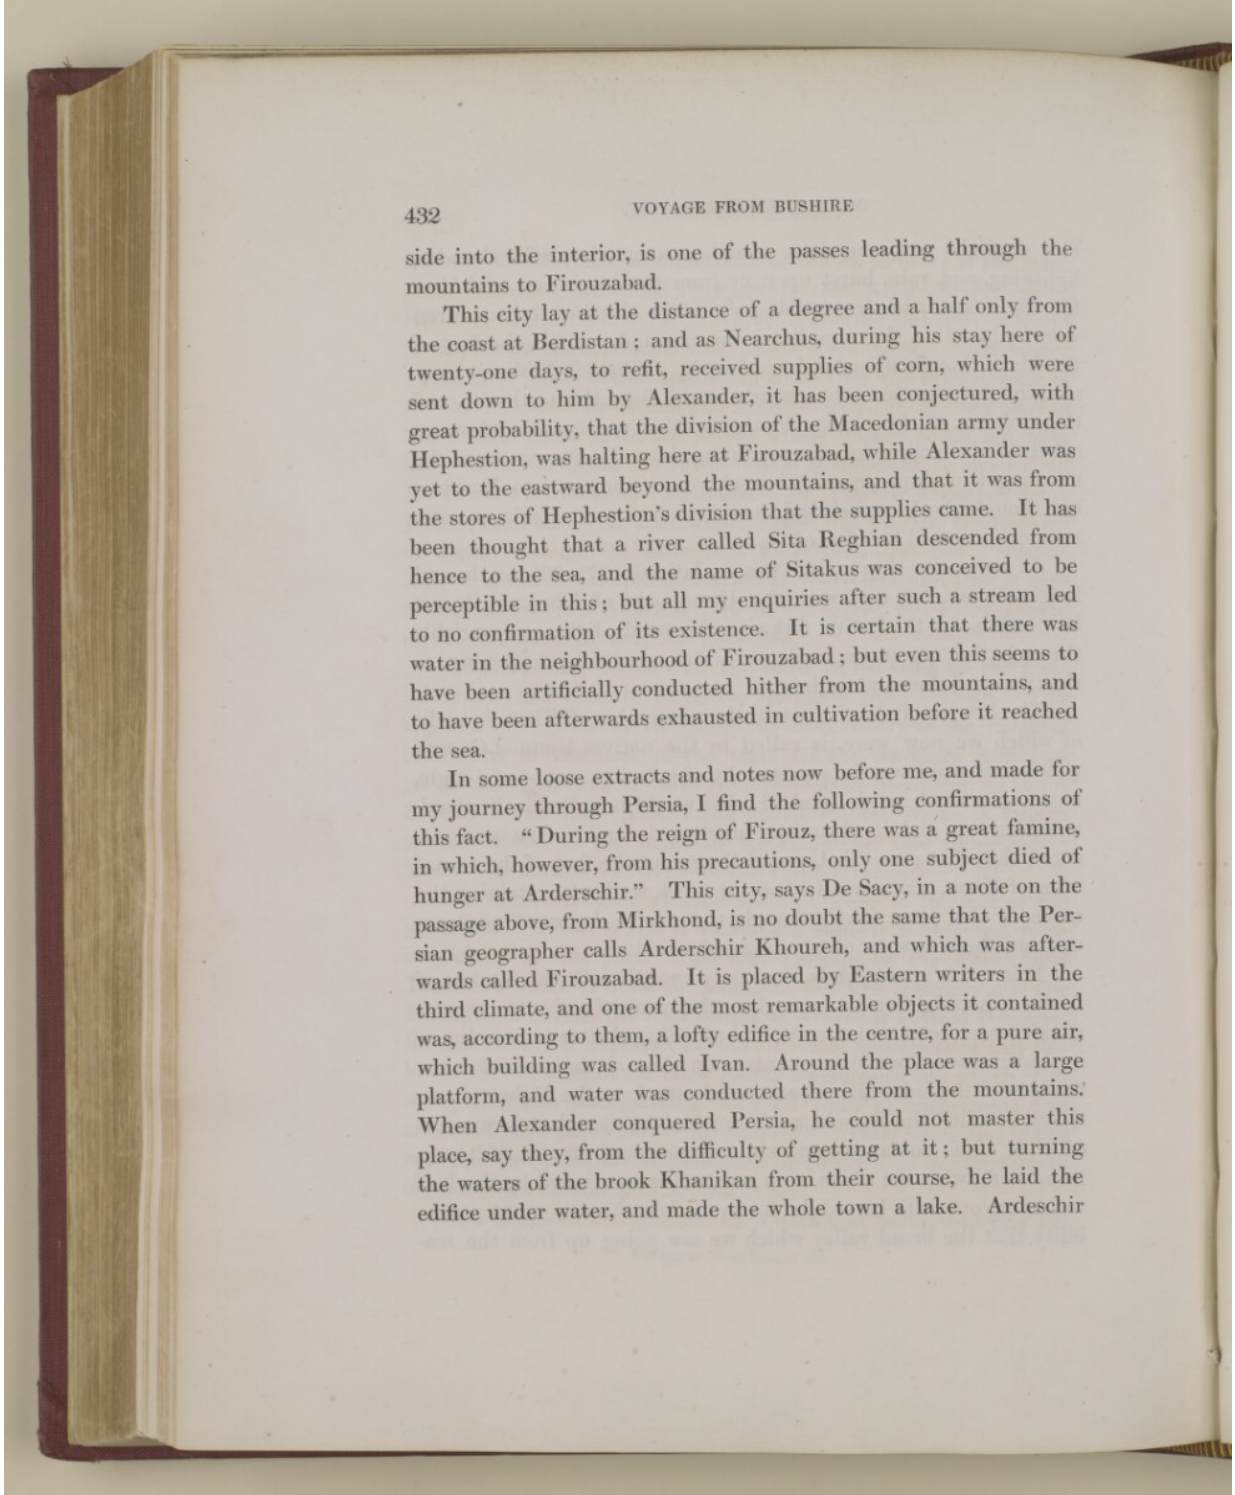 432
VOYAGE FROM BUSHIRE
side into the interior, is one of the passes leading through the
mountains to Firouzabad.
This city lay at the distance of a degree and a half only from
the coast at Berdistan ; and as Nearchus, during his stay here of
twenty-one days, to refit, received supplies of corn, which were
sent down to him by Alexander, it has been conjectured, with
great probability, that the division of the Macedonian army under
Hephestion, was halting here at Firouzabad, while Alexander was
yet to the eastward beyond the mountains, and that it was from
the stores of Hephestion's division that the supplies came. It has
been thought that a river called Sita Reghian descended from
hence to the sea, and the name of Sitakus was conceived to be
perceptible in this ; but all my enquiries after such a stream led
to no confirmation of its existence. It is certain that there was
water in the neighbourhood of Firouzabad ; but even this seems to
have been artificially conducted hither from the mountains, and
to have been afterwards exhausted in cultivation before it reached
the sea.
In some loose extracts and notes now before me, and made for
my journey through Persia, I find the following confirmations of
this fact. “ During the reign of Firouz, there was a great famine,
in which, however, from his precautions, only one subject died of
hunger at Arderschir.” This city, says De Sacy, in a note on the
passage above, from Mirkhond, is no doubt the same that the Per-
sian geographer calls Arderschir Khoureh, and which was after-
wards called Firouzabad. It is placed by Eastern writers in the
third climate, and one of the most remarkable objects it contained
was, according to them, a lofty edifice in the centre, for a pure air,
which building was called Ivan. Around the place was a large
platform, and water was conducted there from the mountains.
When Alexander conquered Persia, he could not master this
place, say they, from the difficulty of getting at it ; but turning
the waters of the brook Khanikan from their course, he laid the
edifice under water, and made the whole town a lake. Ardeschir